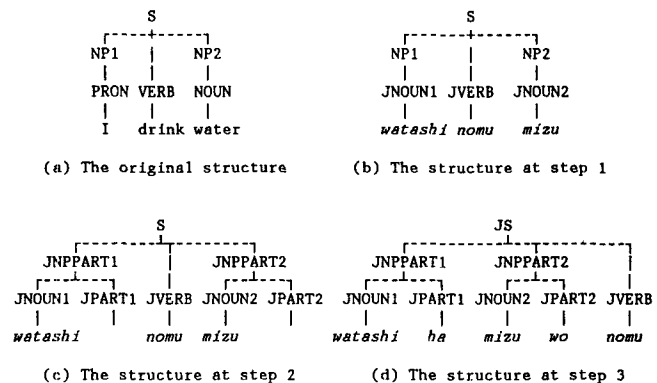 S
NP1 NP2
PRON VERB NOUN
I drink water
(a) The original structure
S
NP1 NP2
JNOUN1 JVERB JNOUN2
watashi nomu mizu
(b) The structure at step 1
S
JNPPART1 JNPPART2
JNOUN1 JPART1 JVERB JNOUN2 JPART2
watashi nomu mizu
(c) The structure at step 2
JS
JNPPART1 JNPPART2
JNOUN1 JPART1 JNOUN2 JPART2 JVERB
watashi ha mizu wo nomu
(d) The structure at step 3